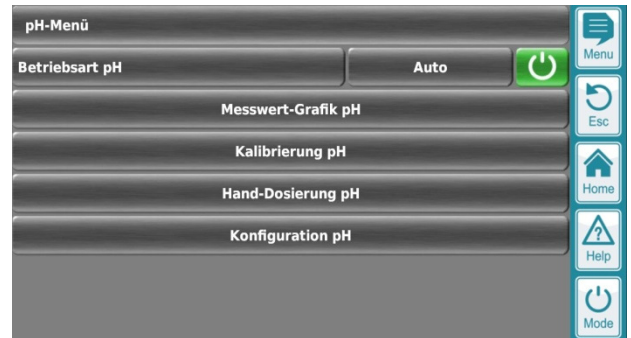 pH-Menü
Betriebsart pH Auto
Messwert-Grafik pH
Kalibrierung pH
Hand-Dosierung pH
Konfiguration pH
Menu
Esc
Home
?
Help
Mode